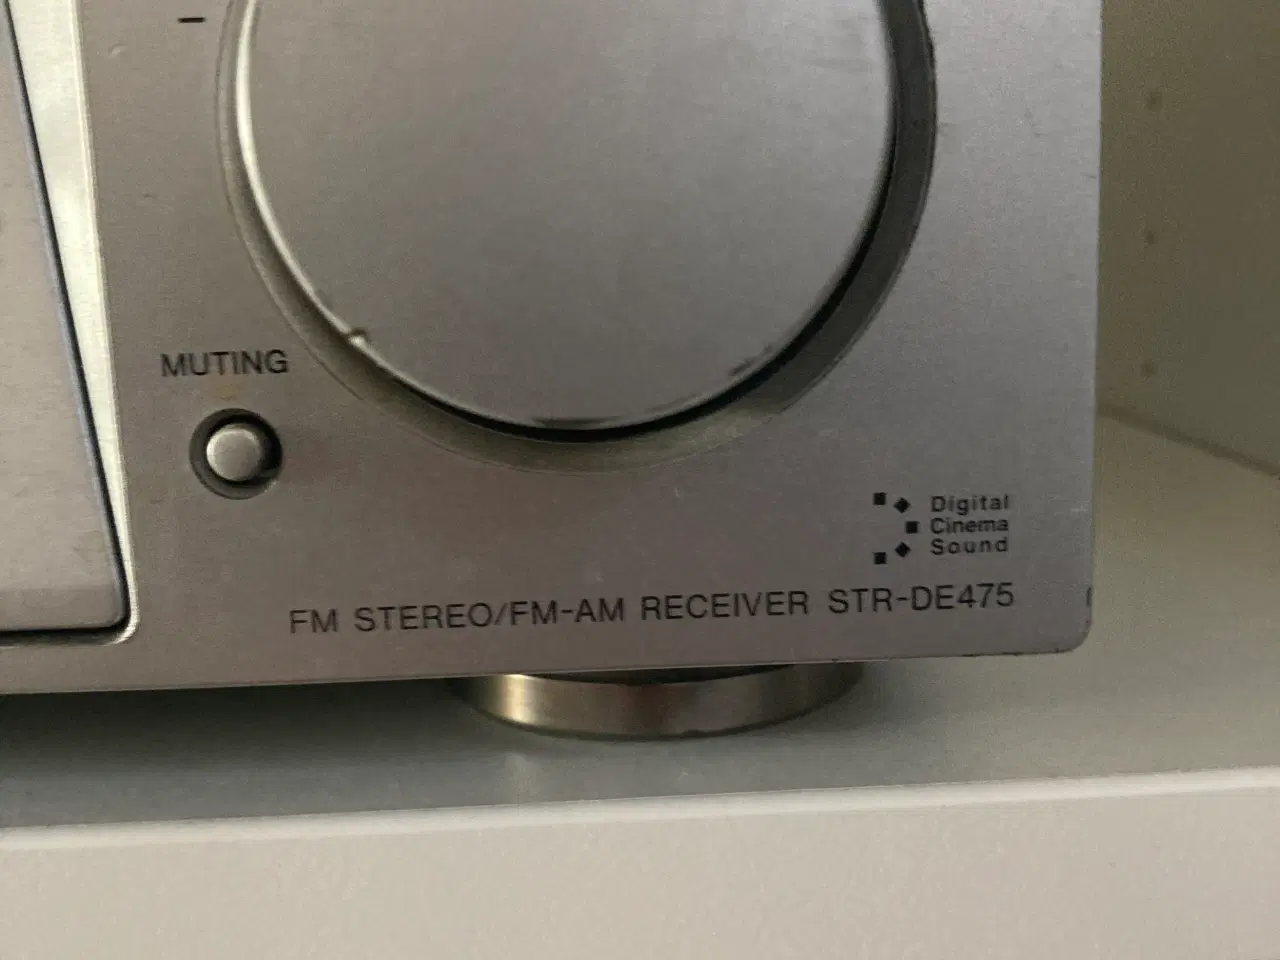 MUTING
Digital
Cinema
Sound
FM STEREO/FM-AM RECEIVER STR-DE475